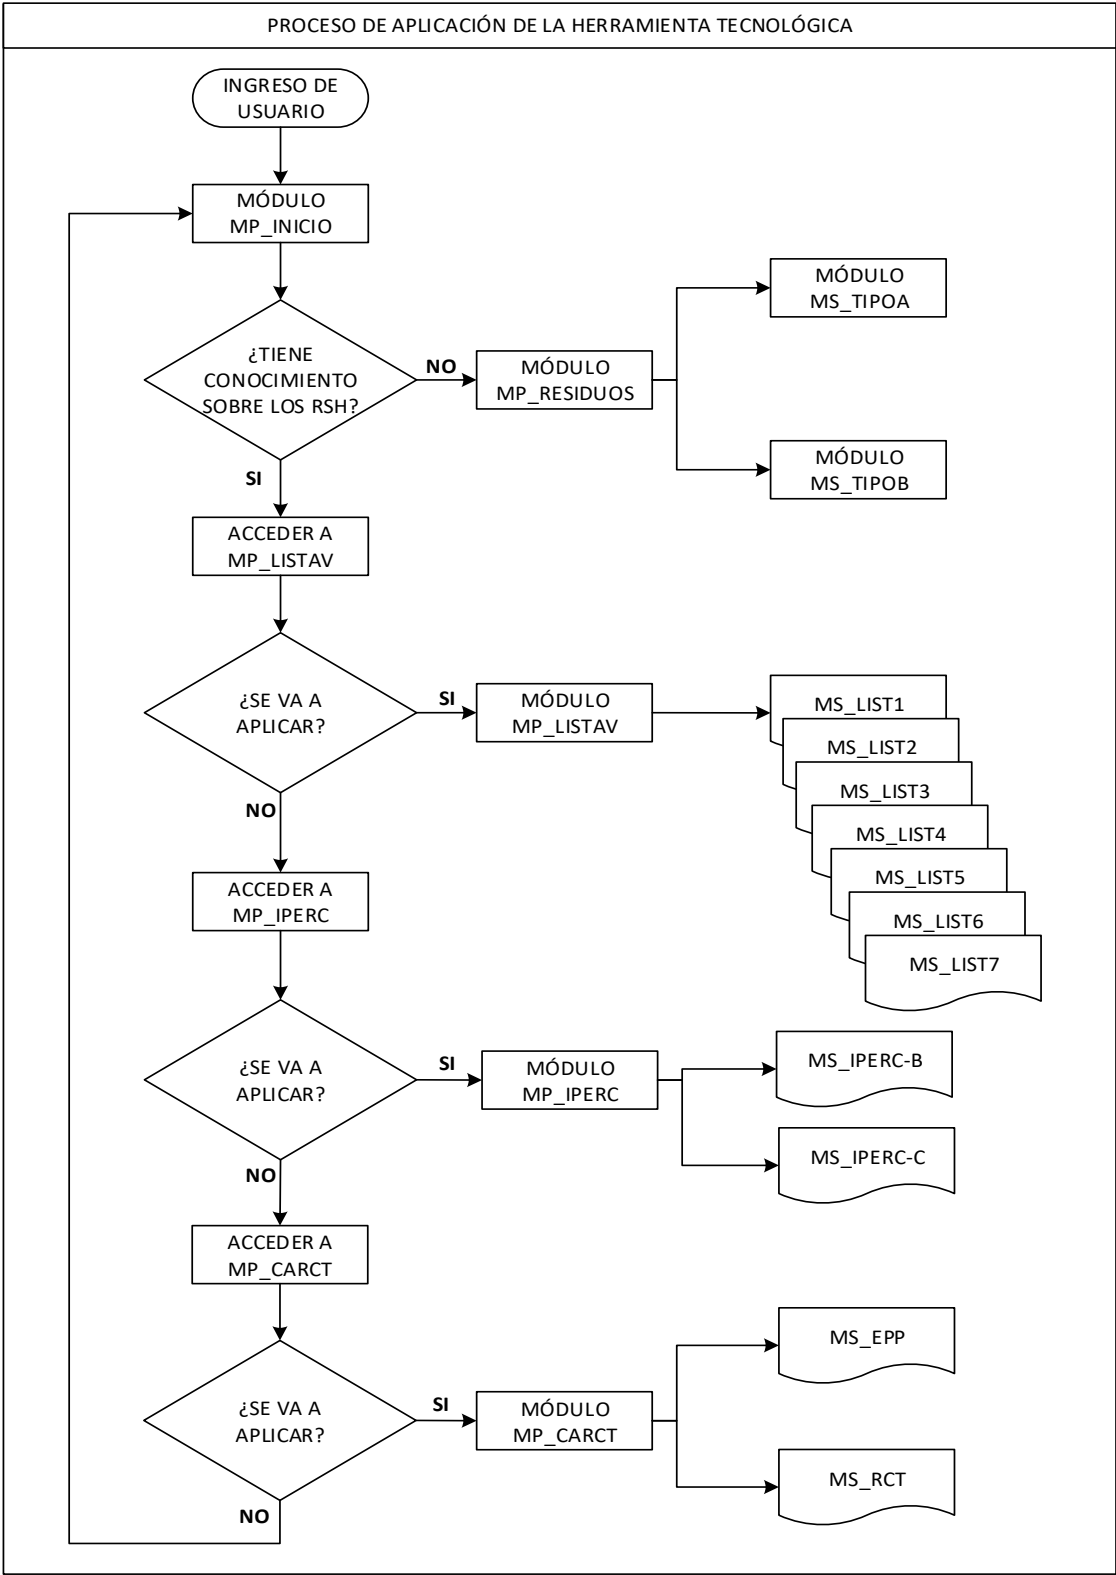 PROCESO DE APLICACIÓN DE LA HERRAMIENTA TECNOLÓGICA
INGRESO DE
USUARIO
MÓDULO
MP_INICIO
¿TIENE
CONOCIMIENTO
SOBRE LOS RSH?
NO
MÓDULO
MP_RESIDUOS
MÓDULO
MS_TIPOA
MÓDULO
MS_TIPOB
SI
ACCEDER A
MP_LISTAV
¿SE VA A
APLICAR?
SI
MÓDULO
MP_LISTAV
MS_LIST1
MS_LIST2
MS_LIST3
MS_LIST4
MS_LIST5
MS_LIST6
MS_LIST7
NO
ACCEDER A
MP_IPERC
¿SE VA A
APLICAR?
SI
MÓDULO
MP_IPERC
MS_IPERC-B
MS_IPERC-C
NO
ACCEDER A
MP_CARCT
¿SE VA A
APLICAR?
SI
MÓDULO
MP_CARCT
MS_EPP
MS_RCT
NO